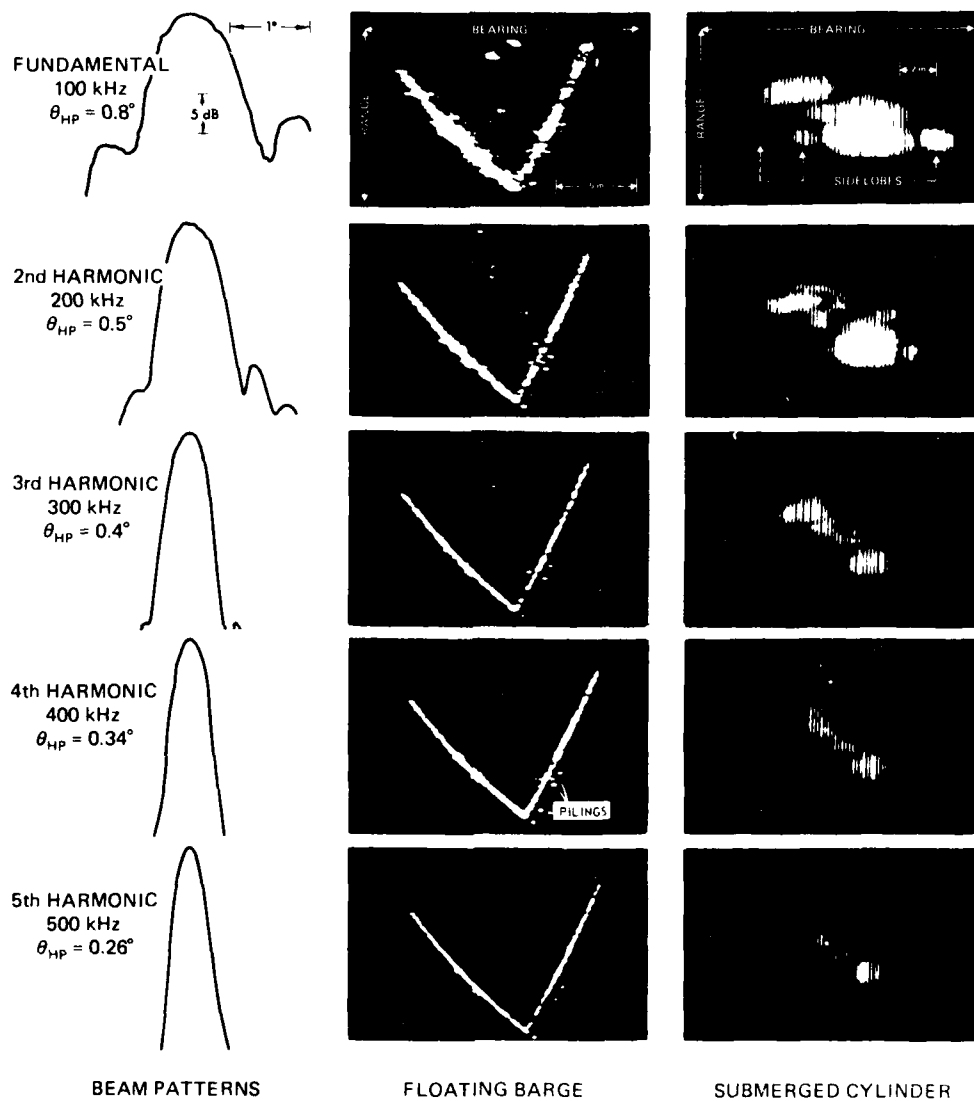 FUNDAMENTAL
100 kHz
θHP = 0.8°
1°
5 dB
BEARING
RANGE
5 m
BEARING
RANGE
2 m
SIDELOBES
2nd HARMONIC
200 kHz
θHP = 0.5°
3rd HARMONIC
300 kHz
θHP = 0.4°
4th HARMONIC
400 kHz
θHP = 0.34°
PILINGS
5th HARMONIC
500 kHz
θHP = 0.26°
BEAM PATTERNS
FLOATING BARGE
SUBMERGED CYLINDER